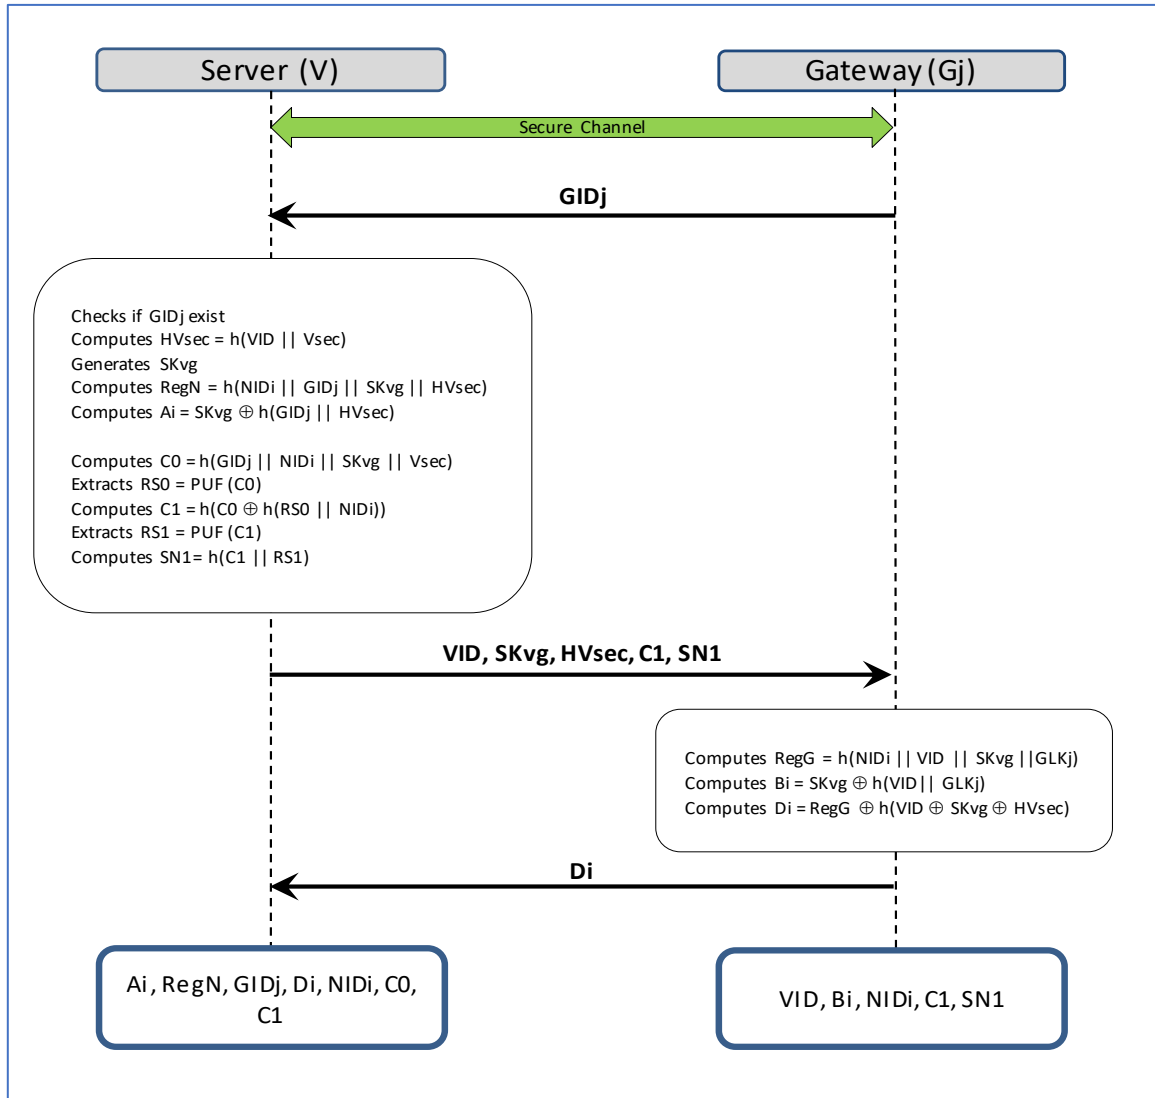 Server (V)
Gateway (Gj)
Secure Channel
GIDj
Checks if GIDj exist
Computes HVsec = h(VID || Vsec)
Generates SKvg
Computes RegN = h(NIDi || GIDj || SKvg || HVsec)
Computes Ai = SKvg ⊕ h(GIDj || HVsec)
Computes C0 = h(GIDj || NIDi || SKvg || Vsec)
Extracts RS0 = PUF (C0)
Computes C1 = h(C0 ⊕ h(RS0 || NIDi))
Extracts RS1 = PUF (C1)
Computes SN1= h(C1 || RS1)
VID, SKvg, HVsec, C1, SN1
Computes RegG = h(NIDi || VID || SKvg ||GLKj)
Computes Bi = SKvg ⊕ h(VID|| GLKj)
Computes Di = RegG ⊕ h(VID ⊕ SKvg ⊕ HVsec)
Di
Ai, RegN, GIDj, Di, NIDi, C0,
C1
VID, Bi, NIDi, C1, SN1